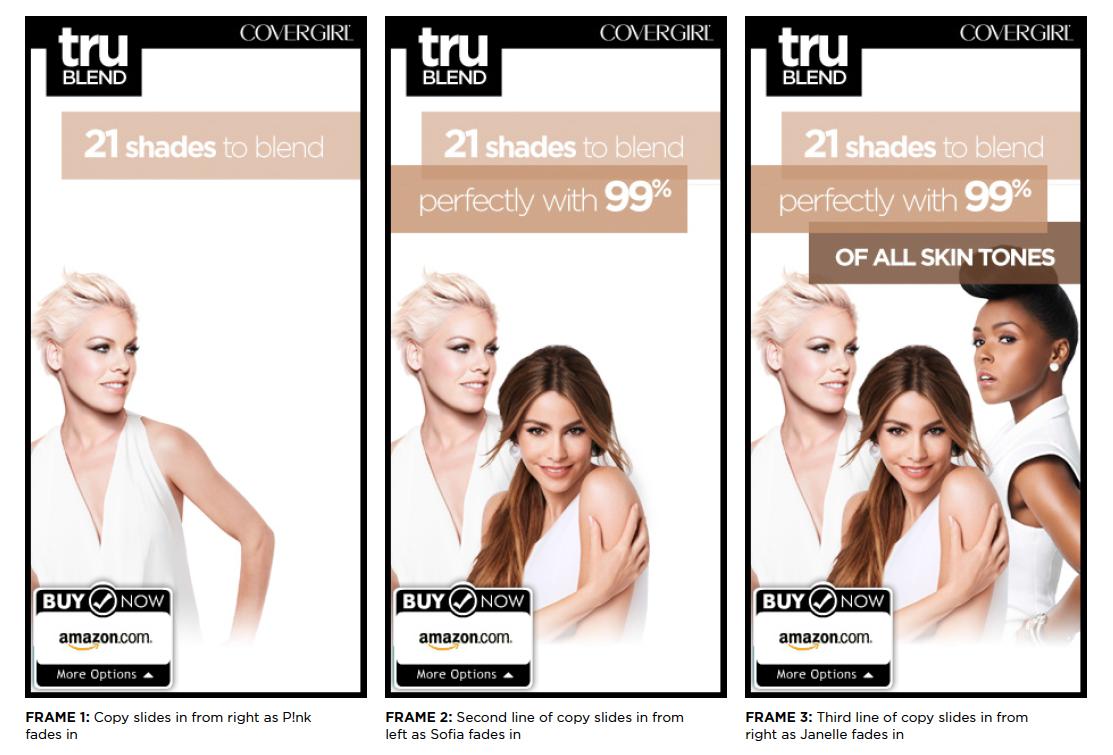 tru
BLEND
COVERGIRL
21 shades to blend
BUY NOW
amazon.com.
More Options
FRAME 1: Copy slides in from right as P!nk
fades in
tru
BLEND
COVERGIRL
21 shades to blend
perfectly with 99%
BUY NOW
amazon.com.
More Options
FRAME 2: Second line of copy slides in from
left as Sofia fades in
tru
BLEND
COVERGIRL
21 shades to blend
perfectly with 99%
OF ALL SKIN TONES
BUY NOW
amazon.com.
More Options
FRAME 3: Third line of copy slides in from
right as Janelle fades in